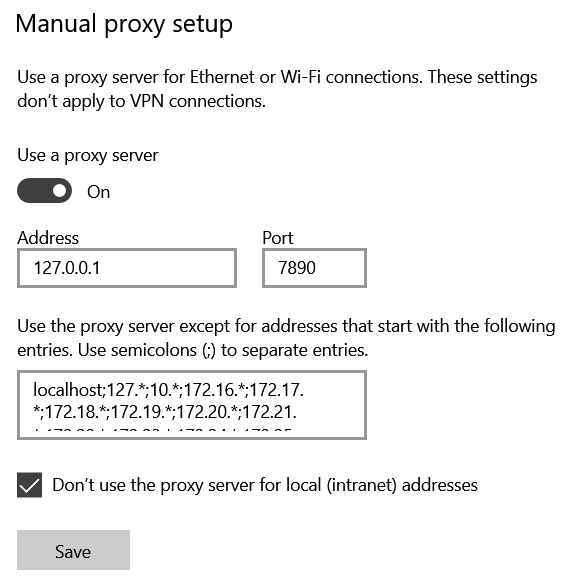 Manual proxy setup
Use a proxy server for Ethernet or Wi-Fi connections. These settings
don't apply to VPN connections.
Use a proxy server
On
Address Port
127.0.0.1 7890
Use the proxy server except for addresses that start with the following
entries. Use semicolons (;) to separate entries.
localhost;127.*;10.*;172.16.*;172.17.
*;172.18.*;172.19.*;172.20.*;172.21.
Don't use the proxy server for local (intranet) addresses
Save